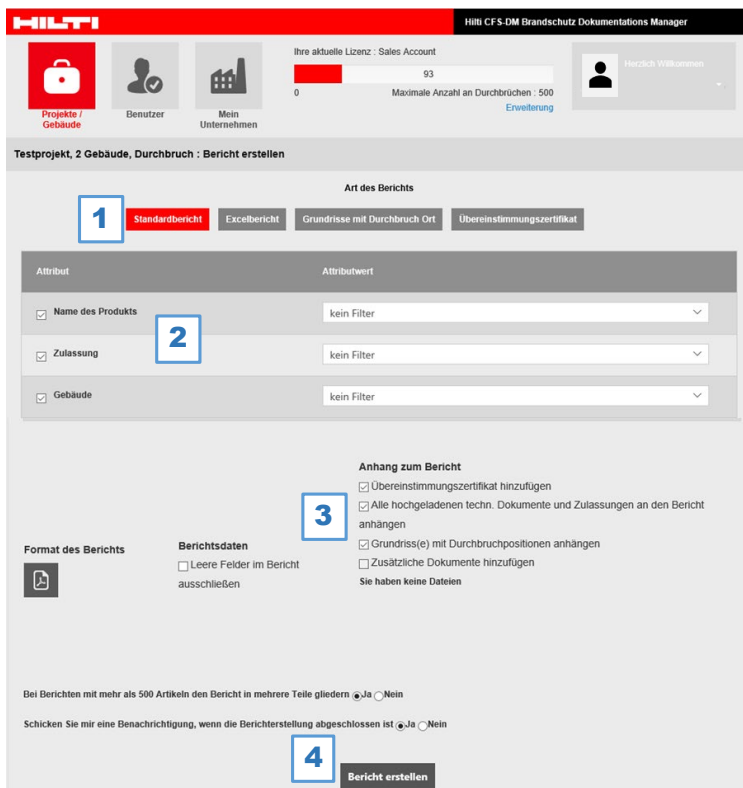 HILTI
Hilti CFS-DM Brandschutz Dokumentations Manager
Projekte /
Gebäude
Benutzer
Mein
Unternehmen
Ihre aktuelle Lizenz : Sales Account
93
0 Maximale Anzahl an Durchbrüchen : 500
Erweiterung
Herzlich Willkommen
Testprojekt, 2 Gebäude, Durchbruch : Bericht erstellen
Art des Berichts
1
Standardbericht Excelbericht Grundrisse mit Durchbruch Ort Übereinstimmungszertifikat
Attribut Attributwert
Name des Produkts kein Filter
2
Zulassung kein Filter
Gebäude kein Filter
Anhang zum Bericht
Übereinstimmungszertifikat hinzufügen
3
Alle hochgeladenen techn. Dokumente und Zulassungen an den Bericht
anhängen
Grundriss(e) mit Durchbruchpositionen anhängen
Zusätzliche Dokumente hinzufügen
Sie haben keine Dateien
Format des Berichts
Berichtsdaten
Leere Felder im Bericht
ausschließen
Bei Berichten mit mehr als 500 Artikeln den Bericht in mehrere Teile gliedern Ja Nein
Schicken Sie mir eine Benachrichtigung, wenn die Berichterstellung abgeschlossen ist Ja Nein
4
Bericht erstellen